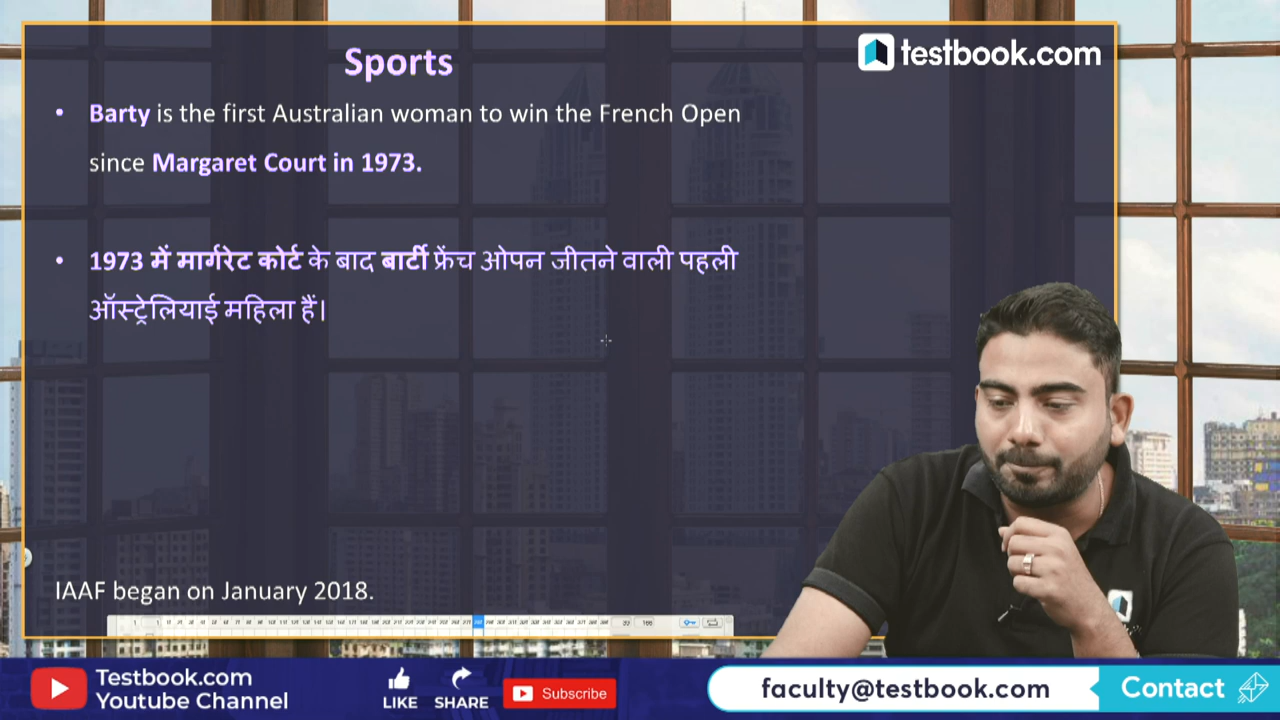 Sports
testbook.com
• Barty is the first Australian woman to win the French Open
since Margaret Court in 1973.
• 1973 में मार्गरेट कोर्ट के बाद बार्टी फ्रेंच ओपन जीतने वाली पहली
ऑस्ट्रेलियाई महिला हैं।
IAAF began on January 2018.
Testbook.com
Youtube Channel
LIKE
SHARE
Subscribe
faculty@testbook.com
Contact